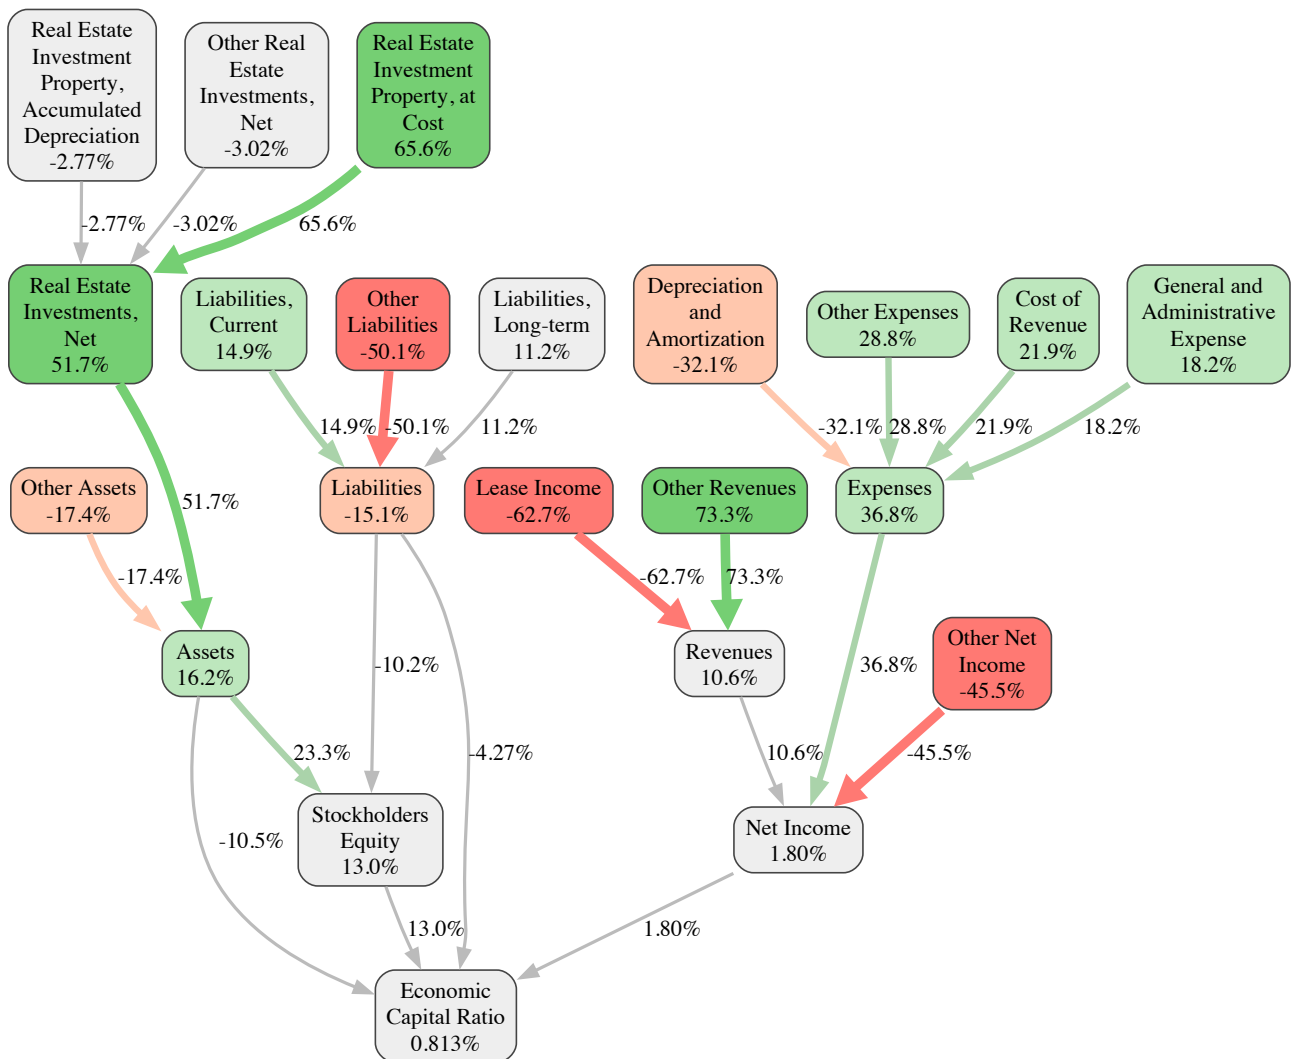 Real Estate
Investment
Property,
Accumulated
Depreciation
-2.77%
Other Real
Estate
Investments,
Net
-3.02%
Real Estate
Investment
Property, at
Cost
65.6%
-2.77%
-3.02%
65.6%
Real Estate
Investments,
Net
51.7%
Liabilities,
Current
14.9%
Other
Liabilities
-50.1%
Liabilities,
Long-term
11.2%
Depreciation
and
Amortization
-32.1%
Other Expenses
28.8%
Cost of
Revenue
21.9%
General and
Administrative
Expense
18.2%
14.9%
-50.1%
11.2%
-32.1%
28.8%
21.9%
18.2%
Other Assets
-17.4%
51.7%
Liabilities
-15.1%
Lease Income
-62.7%
Other Revenues
73.3%
Expenses
36.8%
-17.4%
-62.7%
73.3%
Assets
16.2%
-10.2%
Revenues
10.6%
36.8%
Other Net
Income
-45.5%
23.3%
-4.27%
10.6%
-45.5%
-10.5%
Stockholders
Equity
13.0%
Net Income
1.80%
13.0%
1.80%
Economic
Capital Ratio
0.813%